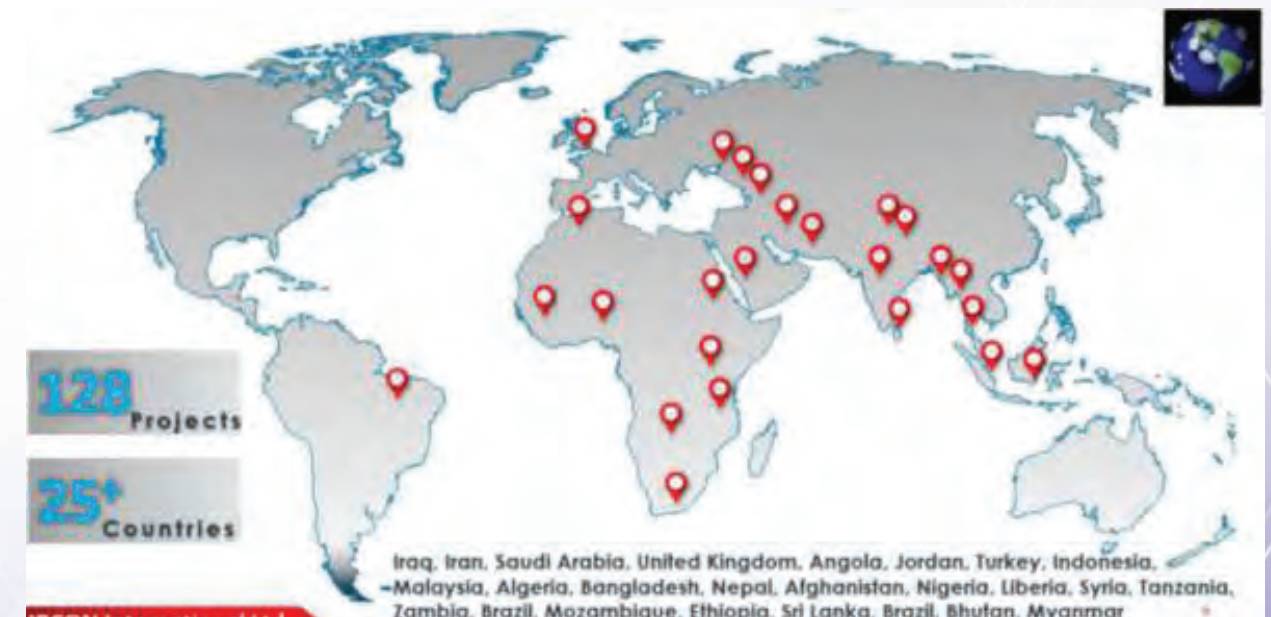 128
Projects
25+
Countries
Iraq, Iran, Saudi Arabia, United Kingdom, Angola, Jordan, Turkey, Indonesia,
Malaysia, Algeria, Bangladesh, Nepal, Afghanistan, Nigeria, Liberia, Syria, Tanzania,
Zambia, Brazil, Mozambique, Ethiopia, Sri Lanka, Brazil, Bhutan, Myanmar